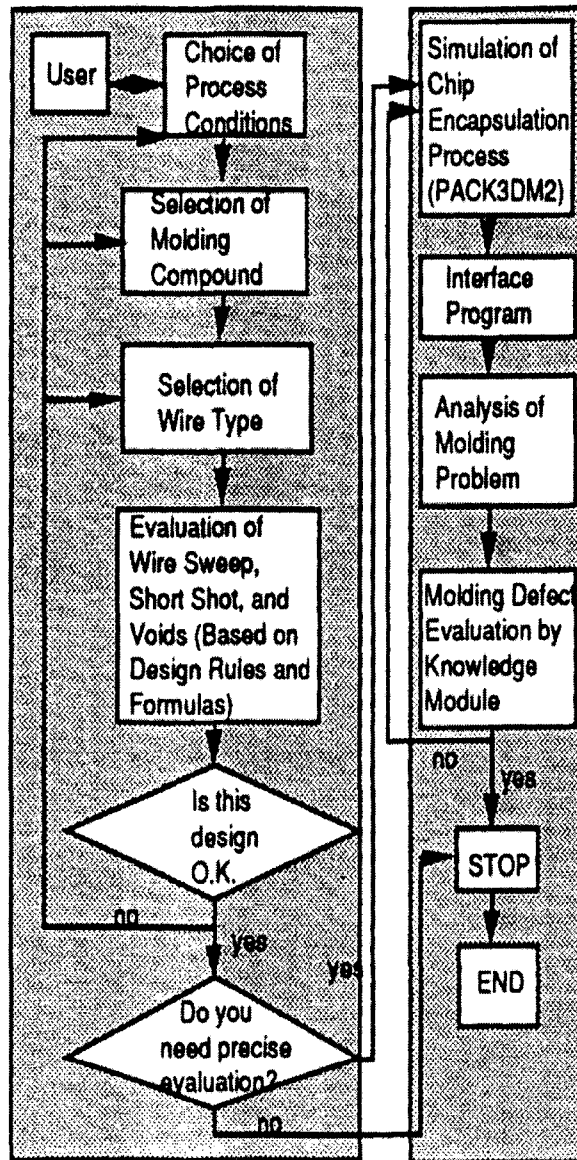 User
Choice of
Process
Conditions
Selection of
Molding
Compound
Selection of
Wire Type
Evaluation of
Wire Sweep,
Short Shot, and
Voids (Based on
Design Rules and
Formulas)
Is this
design
O.K.
no
yes
Do you
need precise
evaluation?
yes
no
Simulation of
Chip
Encapsulation
Process
(PACK3DM2)
Interface
Program
Analysis of
Molding
Problem
Molding Defect
Evaluation by
Knowledge
Module
no
yes
STOP
END